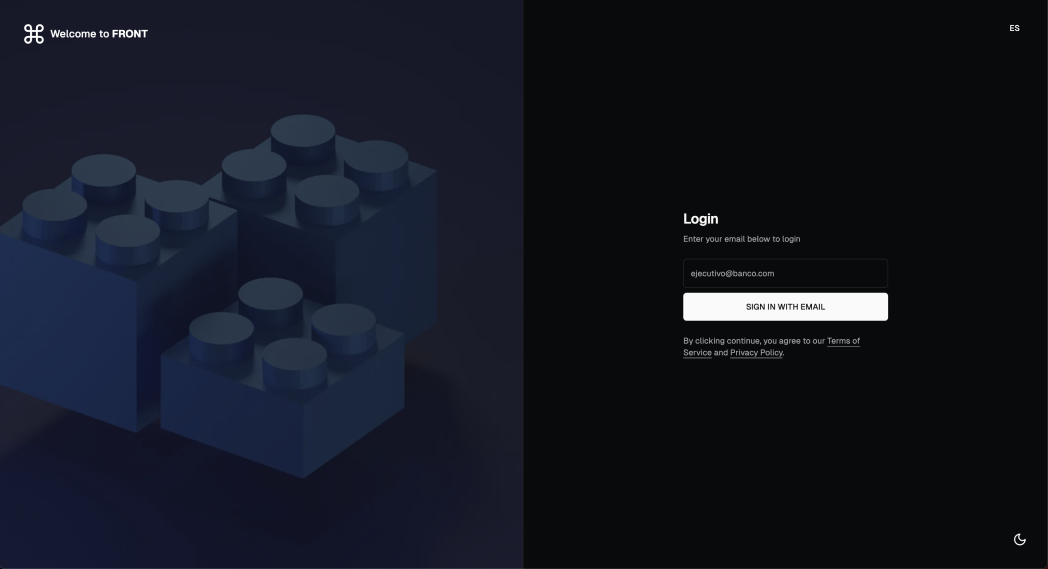 Welcome to FRONT
ES
Login
Enter your email below to login
ejecutivo@banco.com
SIGN IN WITH EMAIL
By clicking continue, you agree to our Terms of
Service and Privacy Policy.